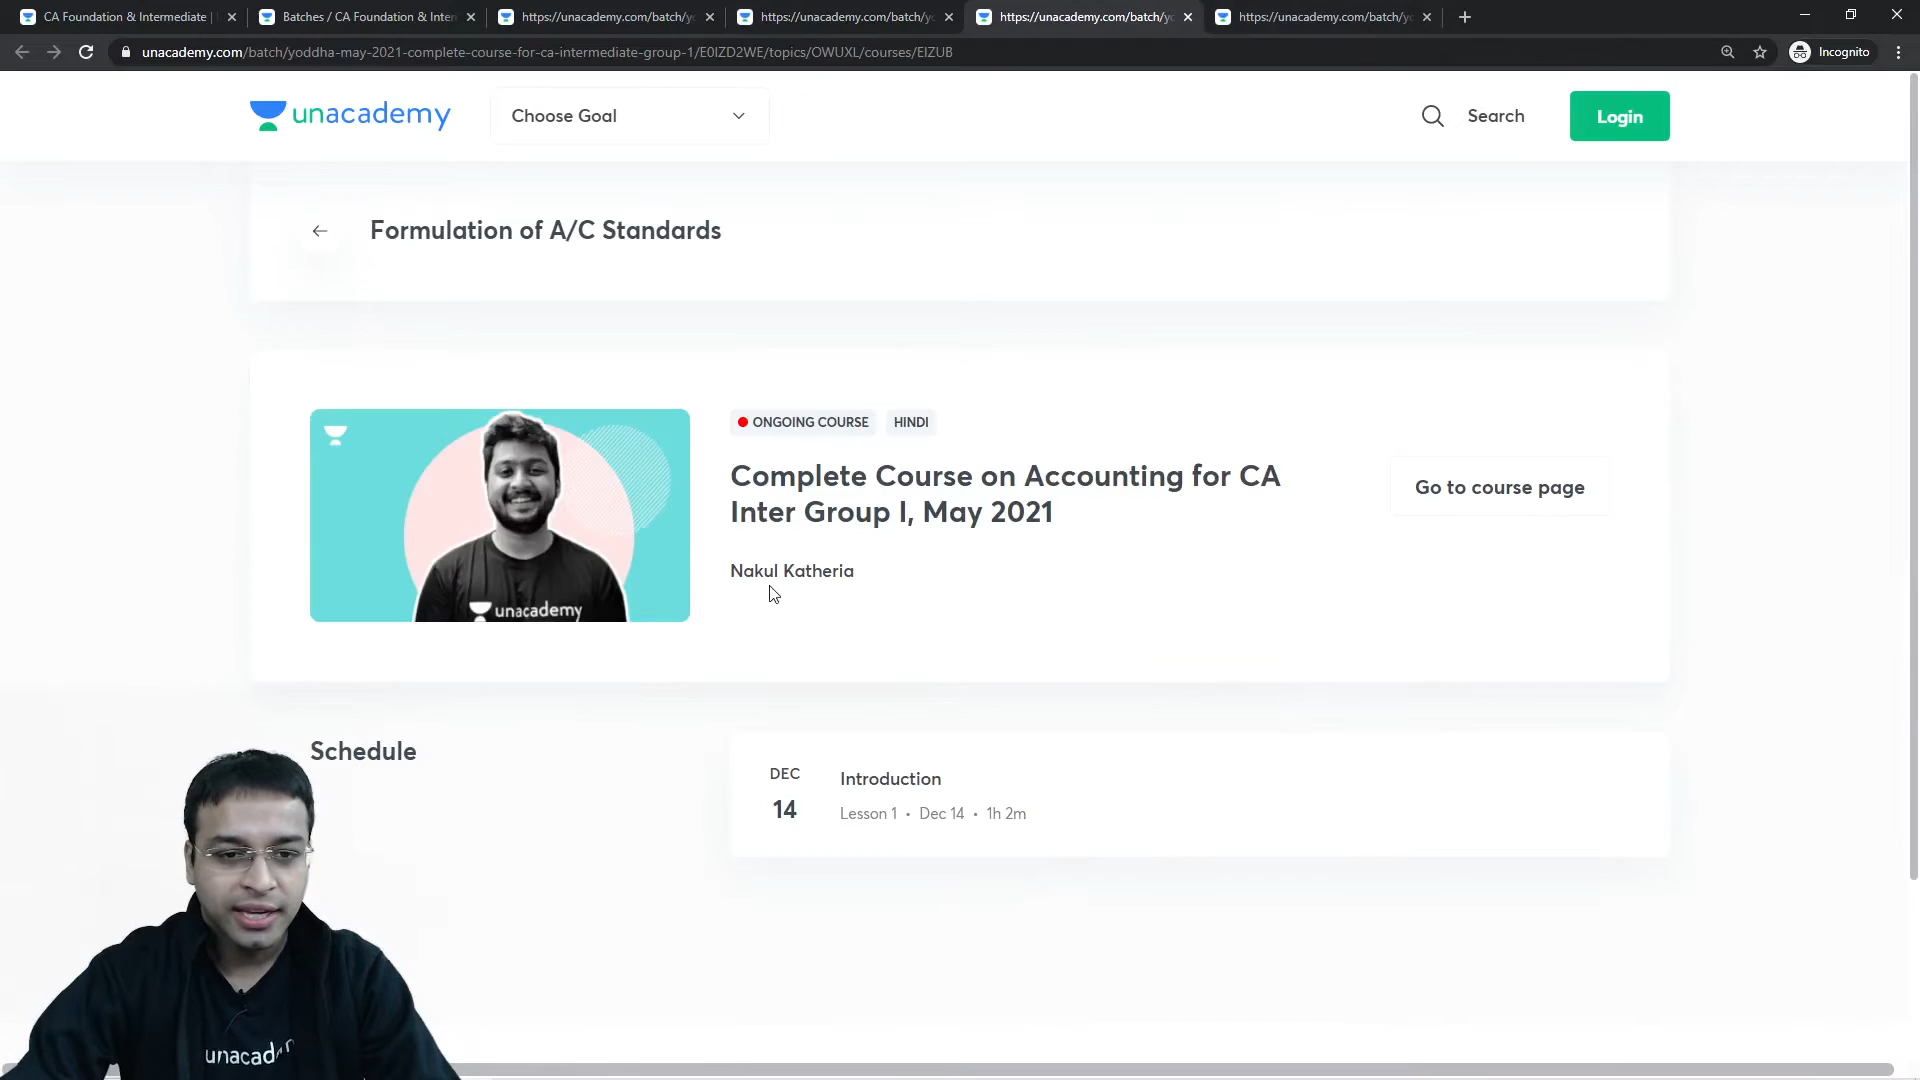 CA Foundation & Intermediate |
Batches / CA Foundation & Inter
https://unacademy.com/batch/yo
https://unacademy.com/batch/yo
https://unacademy.com/batch/yo
https://unacademy.com/batch/yo
unacademy.com/batch/yoddha-may-2021-complete-course-for-ca-intermediate-group-1/E0IZD2WE/topics/OWUXL/courses/EIZUB
Incognito
unacademy
Choose Goal
Search
Login
Formulation of A/C Standards
ONGOING COURSE
HINDI
Complete Course on Accounting for CA
Inter Group I, May 2021
Go to course page
Nakul Katheria
unacademy
Schedule
DEC
14
Introduction
Lesson 1 • Dec 14 • 1h 2m